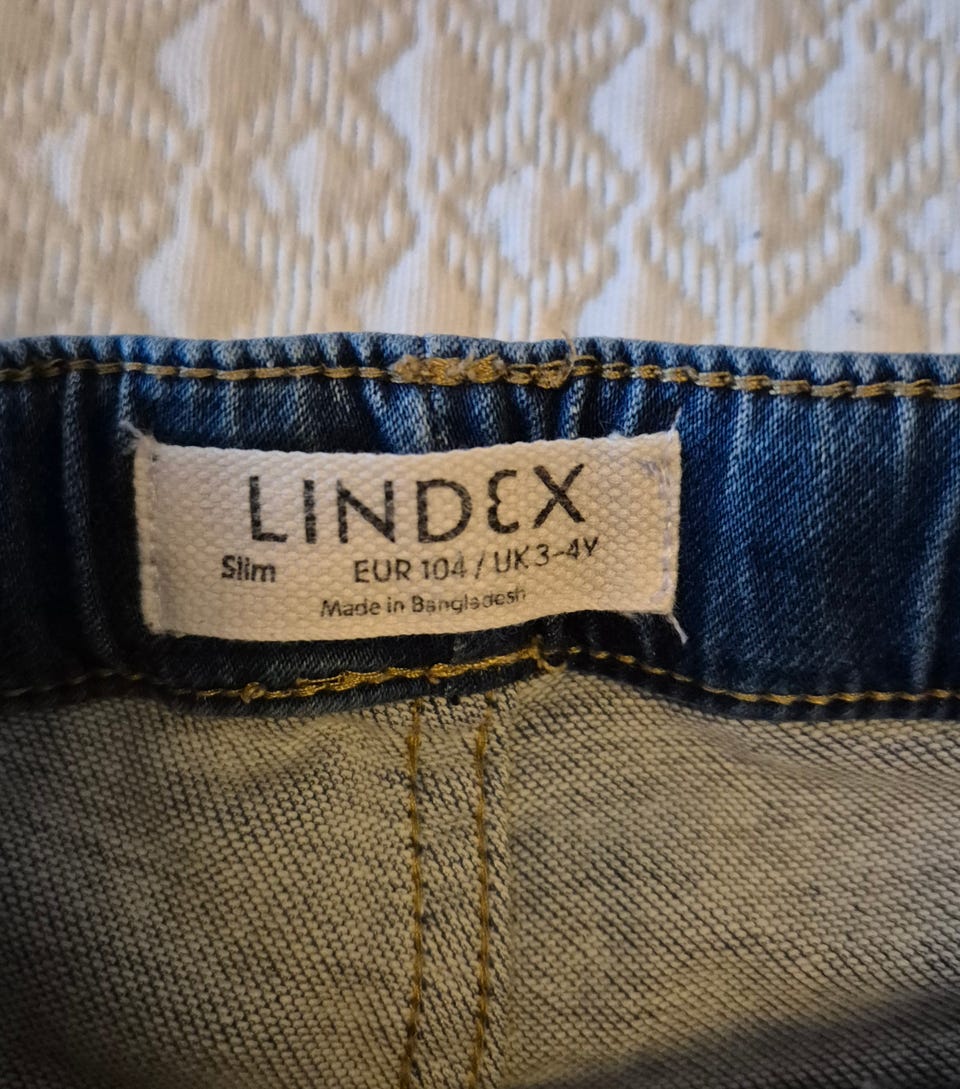 LINDEX
Slim EUR 104 / UK 3-4Y
Made in Bangladesh